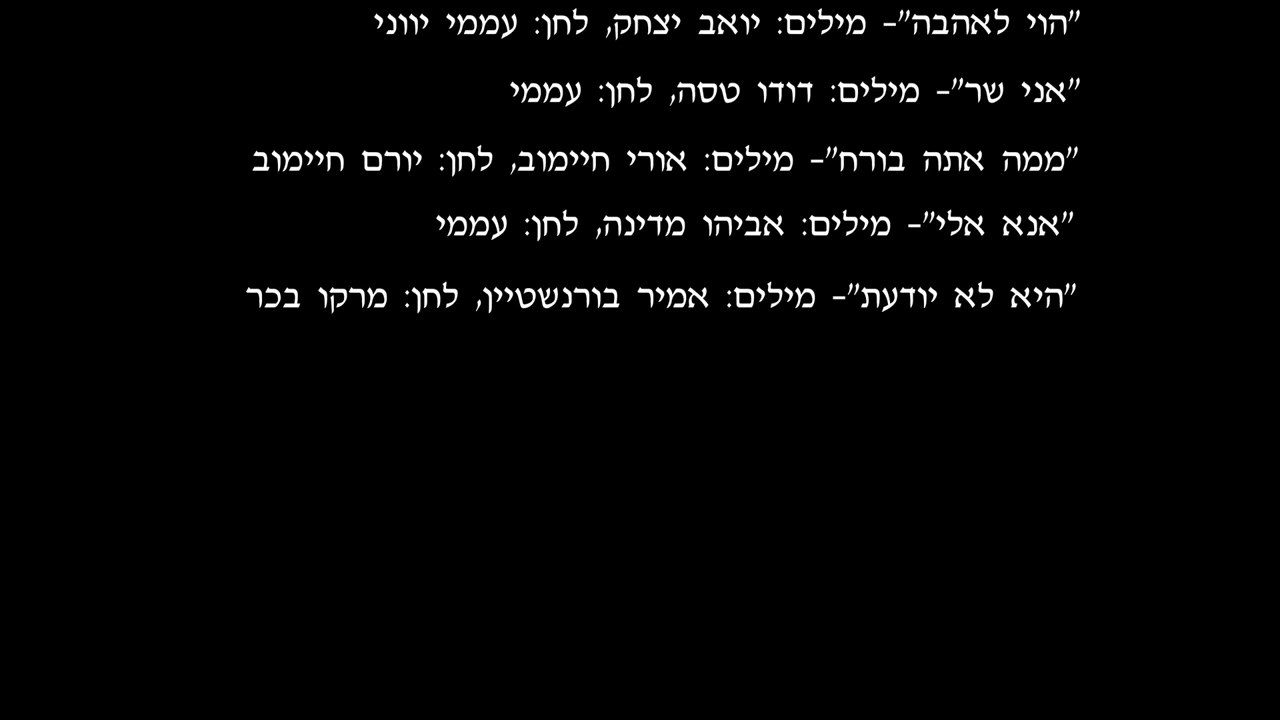 "הוי לאהבה"- מילים: יואב יצחק, לחן: עממי יווני
"אני שר"- מילים: דודו טסה, לחן: עממי
"ממה אתה בורח"- מילים: אורי חיימוב, לחן: יורם חיימוב
"אנא אלי"- מילים: אביהו מדינה, לחן: עממי
"היא לא יודעת"- מילים: אמיר בורנשטיין, לחן: מרקו בכר